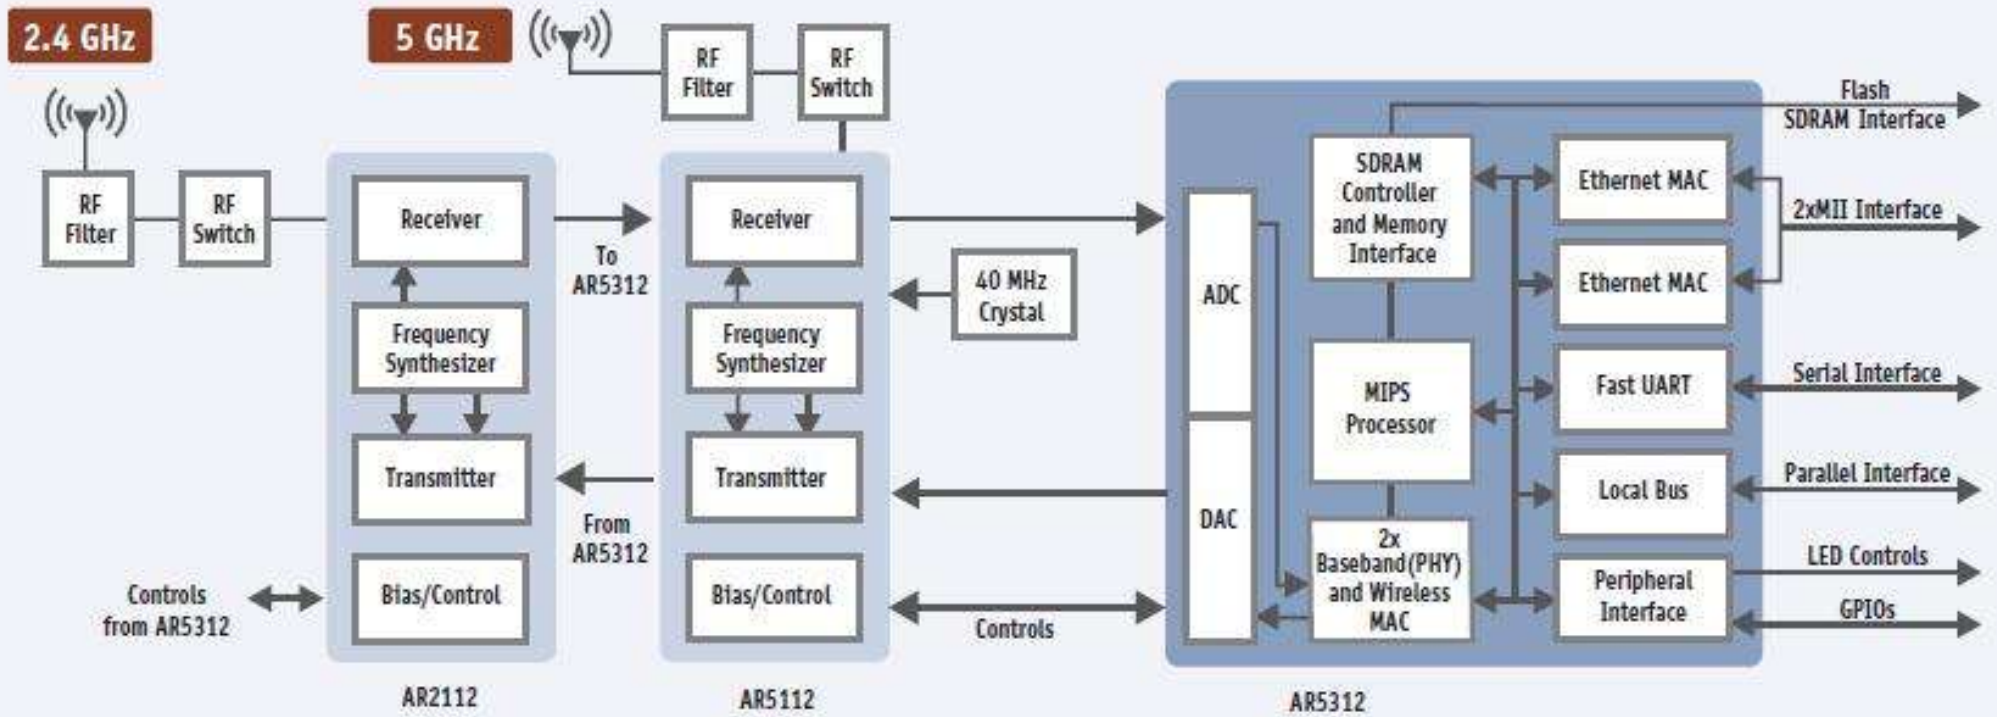 2.4 GHz
5 GHz
RF
Filter
RF
Switch
RF
Filter
RF
Switch
Receiver
Frequency
Synthesizer
Transmitter
Bias/Control
Controls
from AR5312
AR2112
To
AR5312
From
AR5312
Receiver
Frequency
Synthesizer
Transmitter
Bias/Control
AR5112
40 MHz
Crystal
Controls
ADC
DAC
SDRAM
Controller
and Memory
Interface
MIPS
Processor
2x
Baseband(PHY)
and Wireless
MAC
Ethernet MAC
Ethernet MAC
Fast UART
Local Bus
Peripheral
Interface
AR5312
Flash
SDRAM Interface
2xMII Interface
Serial Interface
Parallel Interface
LED Controls
GPIOs